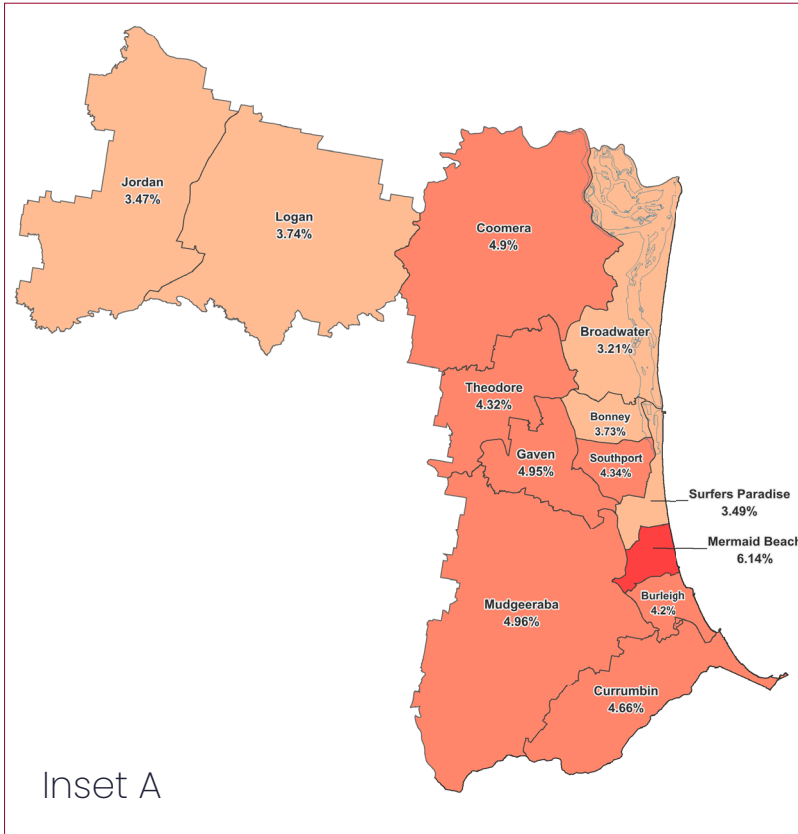 Jordan
3.47%
Logan
3.74%
Coomera
4.9%
Broadwater
3.21%
Theodore
4.32%
Bonney
3.73%
Gaven
4.95%
Southport
4.34%
Surfers Paradise
3.49%
Mermaid Beach
6.14%
Burleigh
4.2%
Mudgeeraba
4.96%
Currumbin
4.66%
Inset A